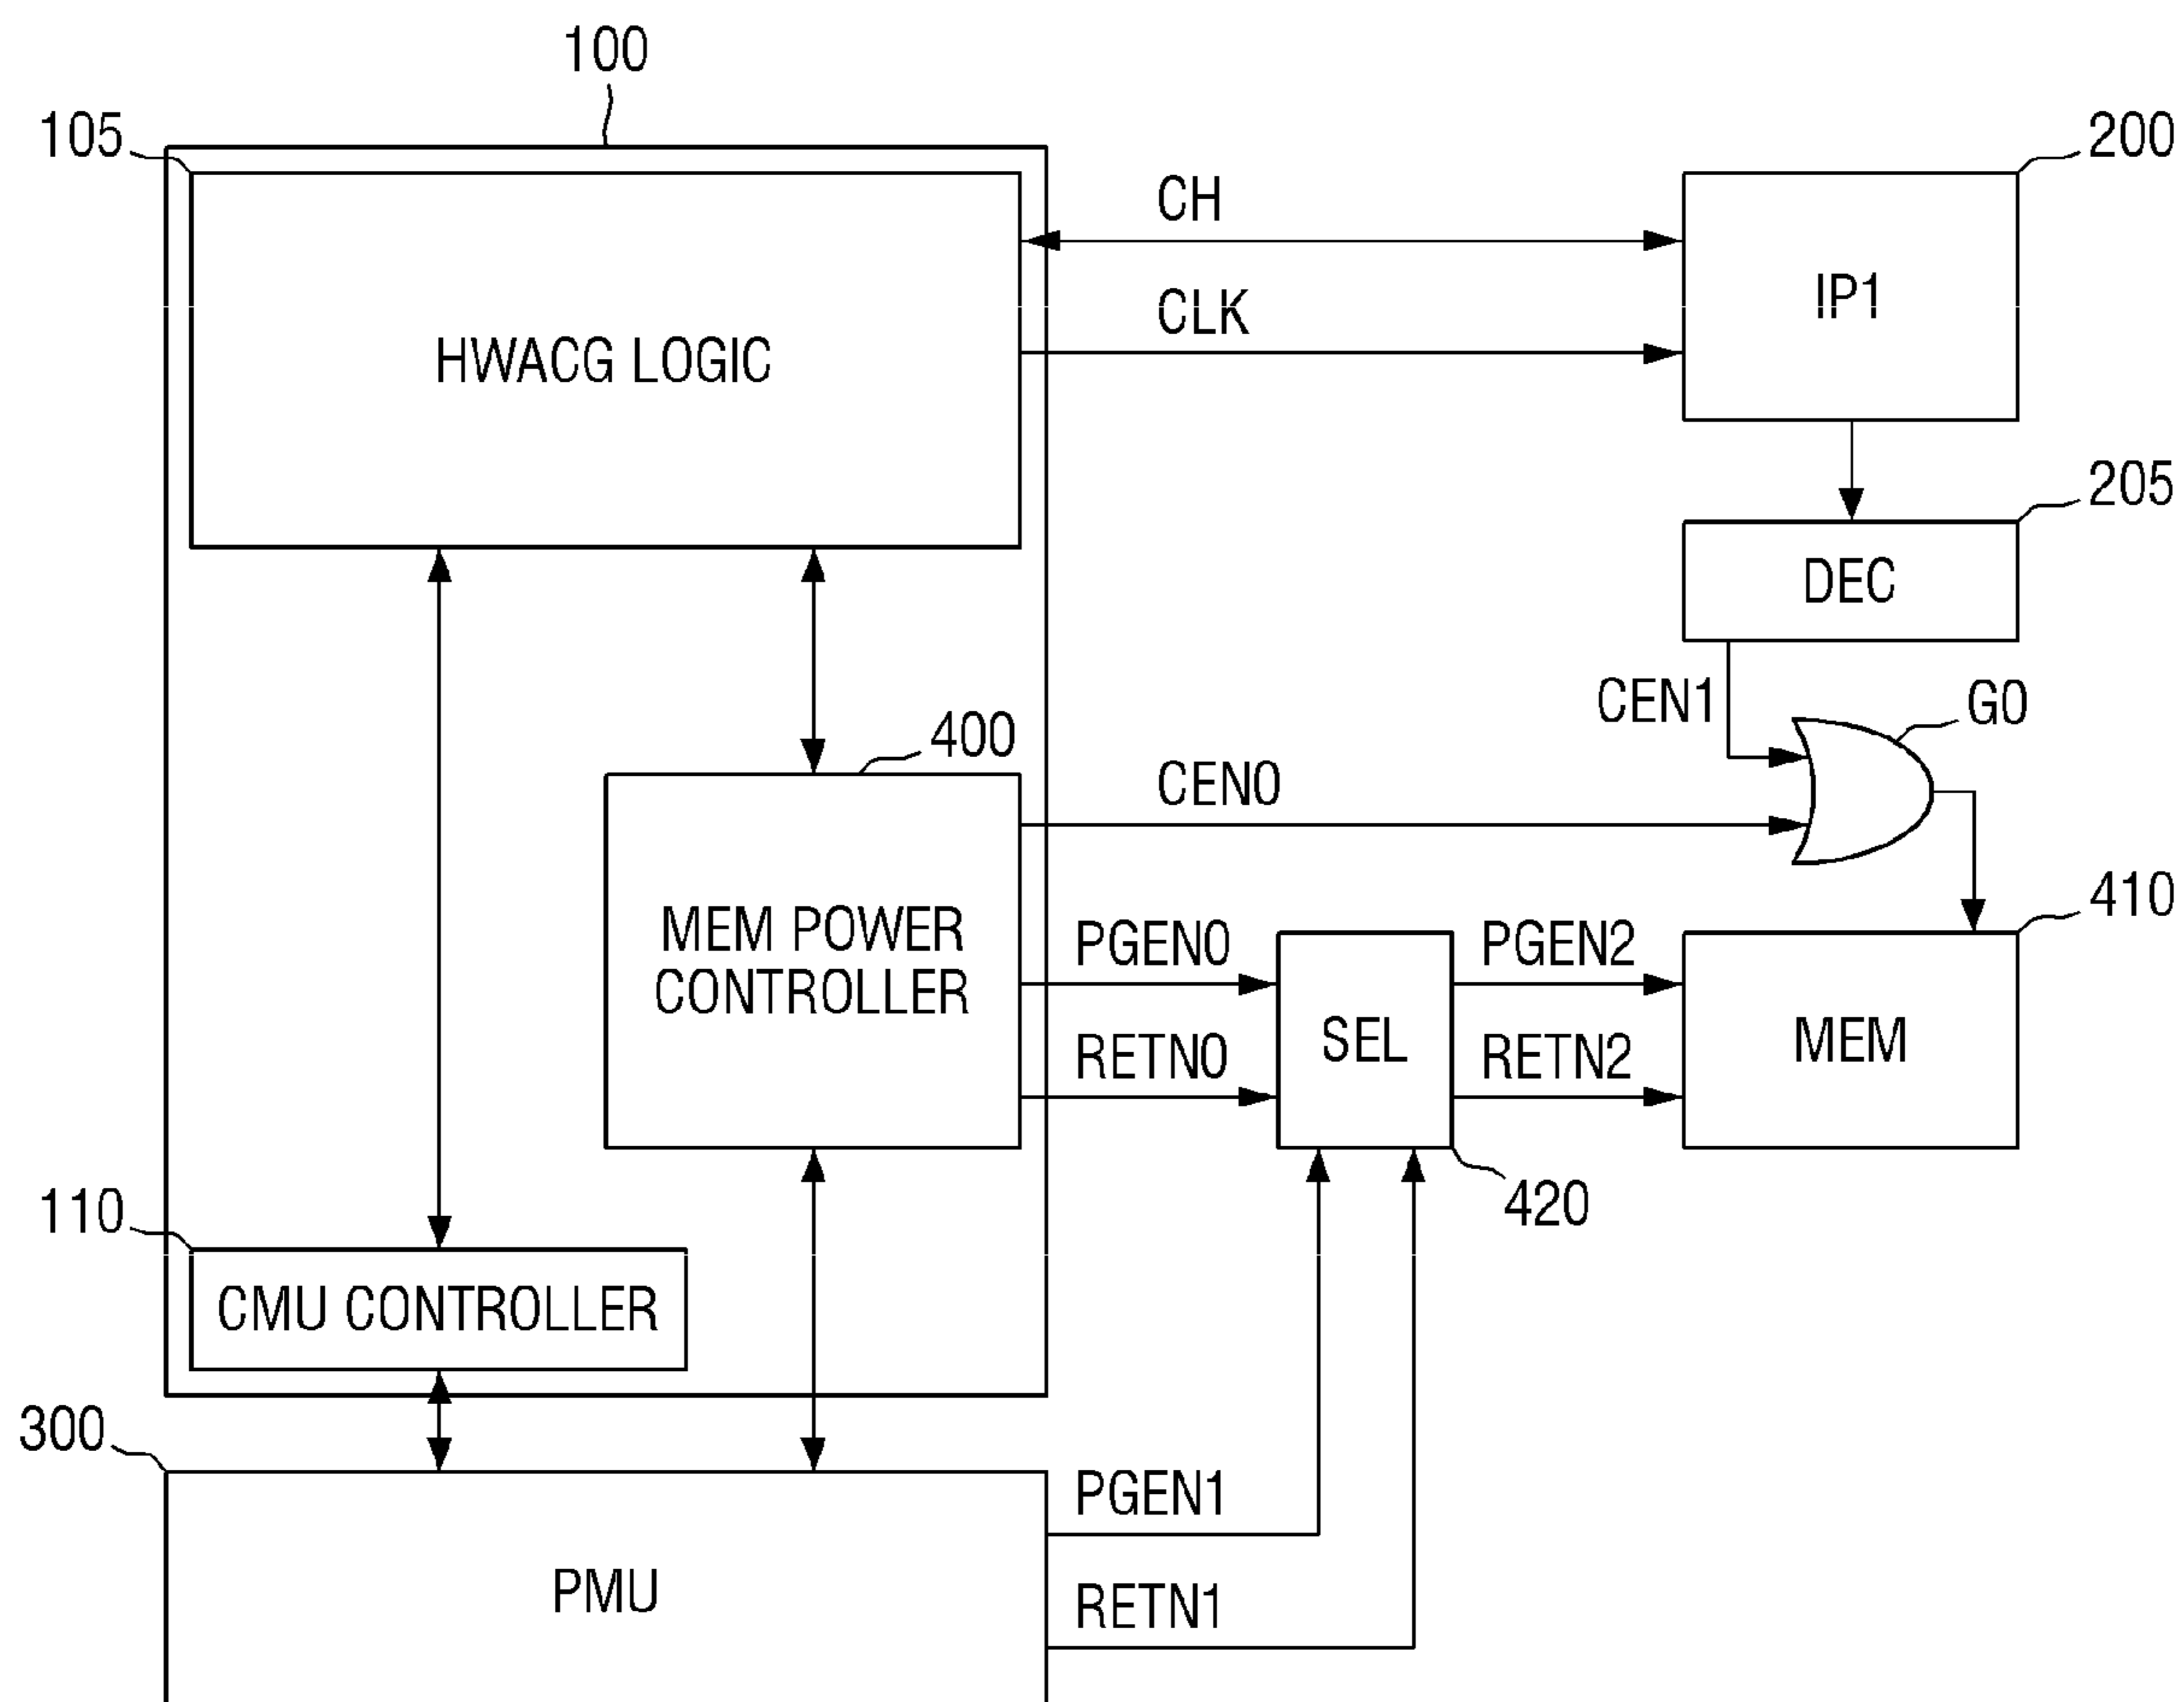 100
105
200
CH
CLK
IP1
HWACG LOGIC
205
DEC
CEN1
G0
400
CEN0
410
MEM POWER
CONTROLLER
PGEN0
PGEN2
SEL
MEM
RETN0
RETN2
420
110
CMU CONTROLLER
300
PGEN1
PMU
RETN1